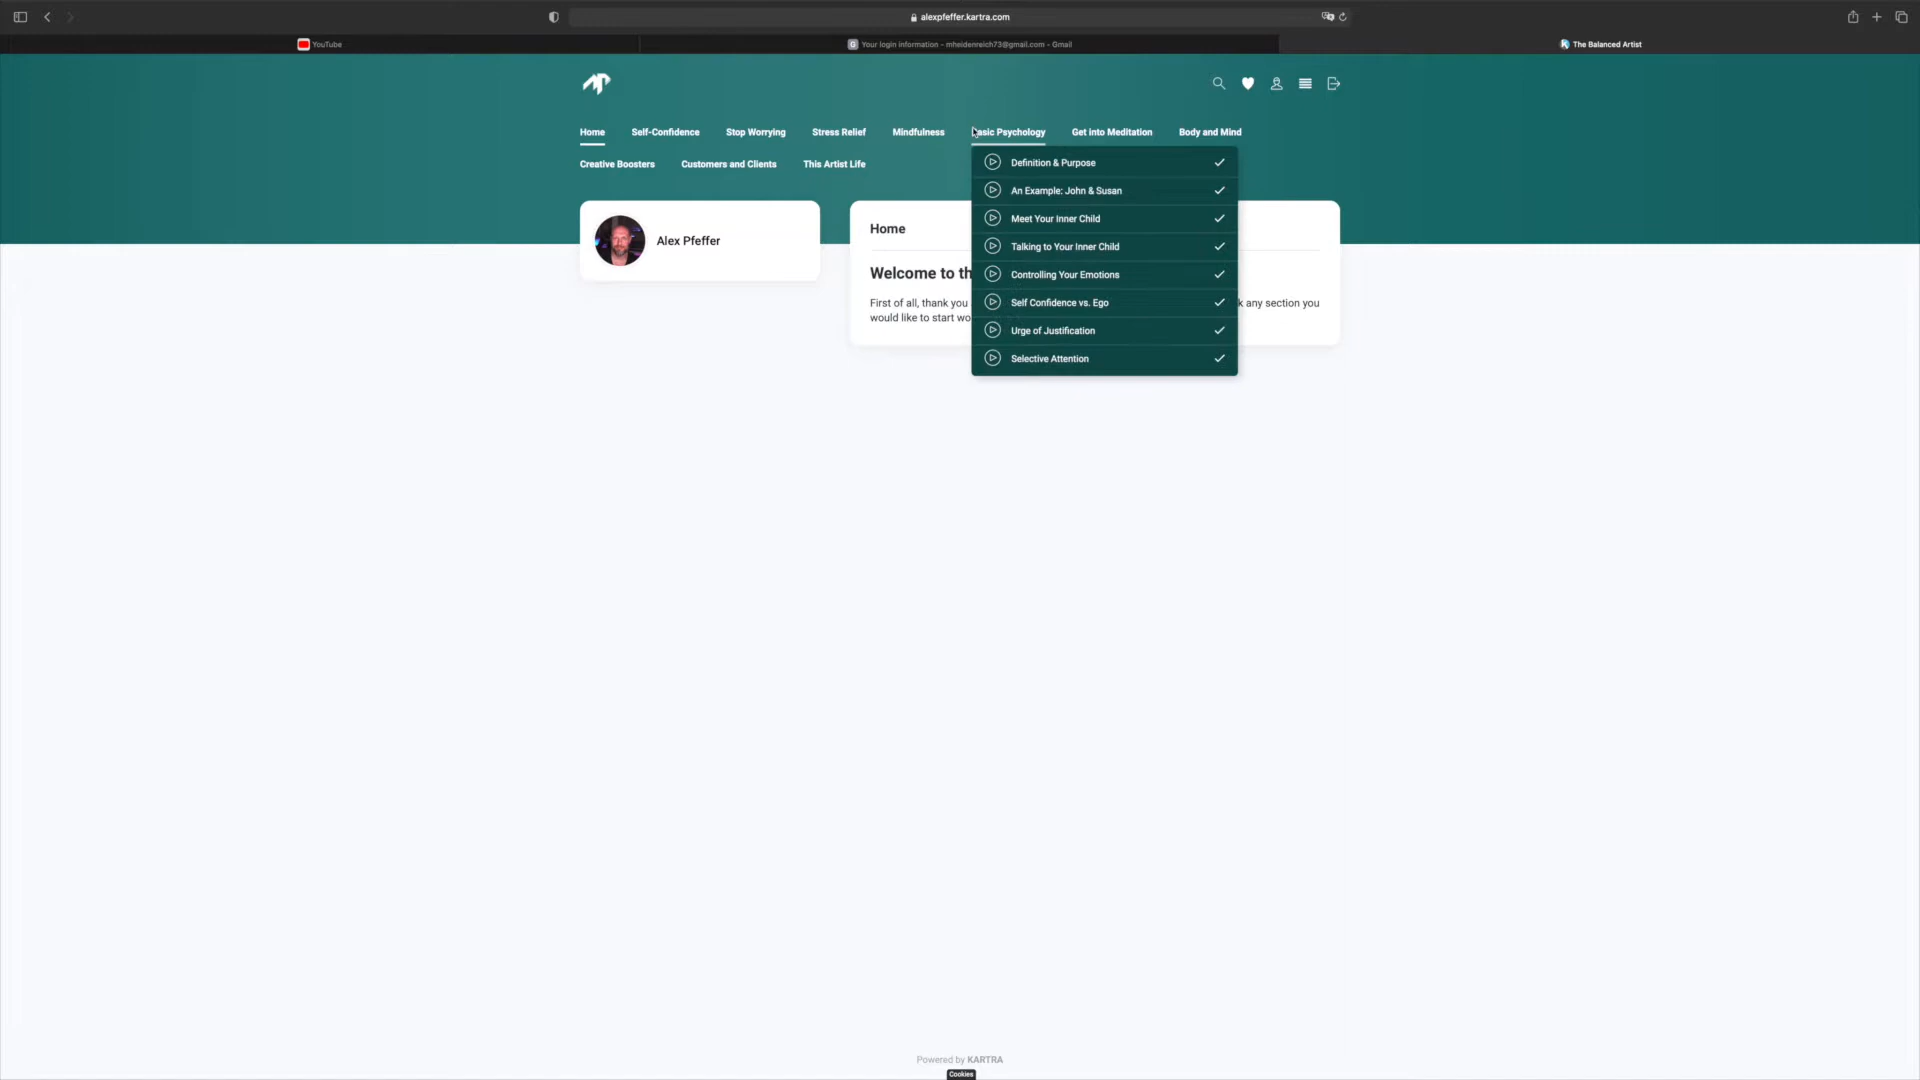 alexpfeffer.kartra.com
YouTube
Your login information - mheidenreich73@gmail.com - Gmail
The Balanced Artist
Home
Self-Confidence
Stop Worrying
Stress Relief
Mindfulness
Basic Psychology
Get into Meditation
Body and Mind
Creative Boosters
Customers and Clients
This Artist Life
Definition & Purpose
An Example: John & Susan
Meet Your Inner Child
Talking to Your Inner Child
Controlling Your Emotions
Self Confidence vs. Ego
Urge of Justification
Selective Attention
Alex Pfeffer
Home
Welcome to th
First of all, thank you
k any section you
would like to start wo
Powered by KARTRA
Cookies